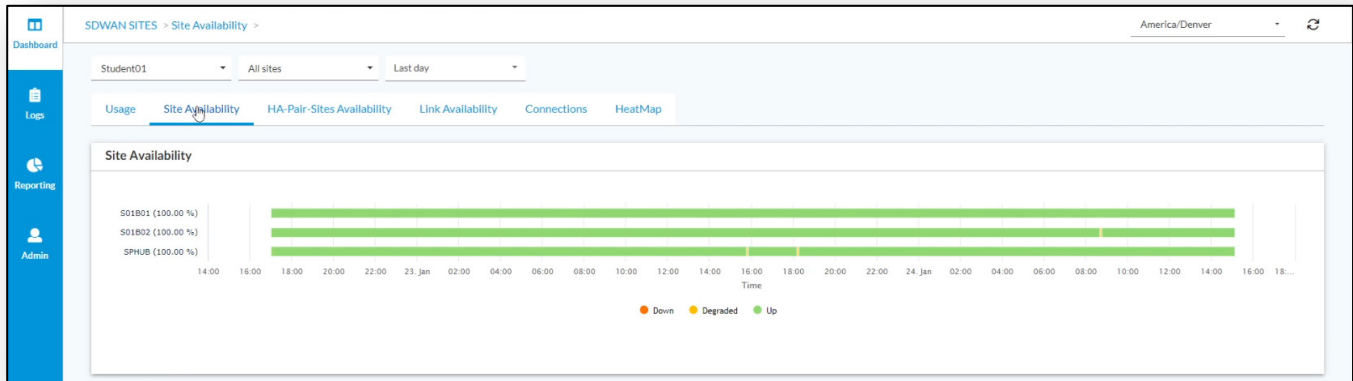 Dashboard
Logs
Reporting
Admin
SDWAN SITES > Site Availability >
America/Denver
Student01 All sites Last day
Usage Site Availability HA-Pair-Sites Availability Link Availability Connections HeatMap
Site Availability
S01B01 (100.00 %)
S01B02 (100.00 %)
SPHUB (100.00 %)
14:00 16:00 18:00 20:00 22:00 23. Jan 02:00 04:00 06:00 08:00 10:00 12:00 14:00 16:00 18:00 20:00 22:00 24. Jan 02:00 04:00 06:00 08:00 10:00 12:00 14:00 16:00 18:...
Time
Down Degraded Up